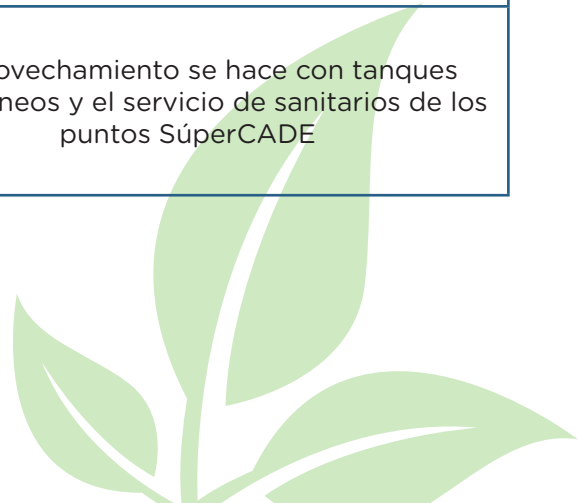 ovechamiento se hace con tanques
neos y el servicio de sanitarios de los
puntos SúperCADE